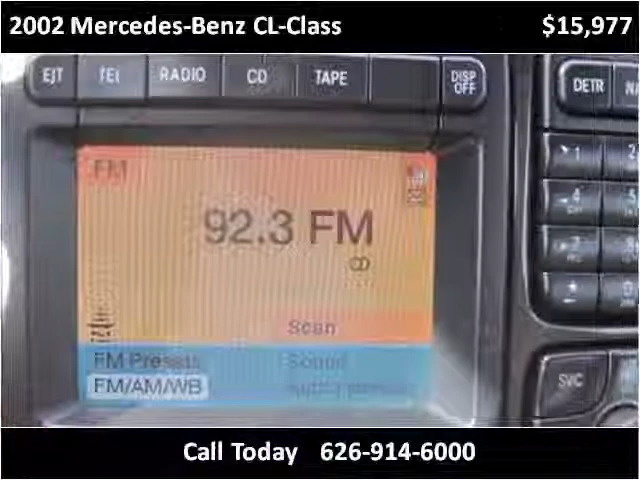 2002 Mercedes-Benz CL-Class $15,977
EJT TEL RADIO CD TAPE DISP OFF DETR
FM
92.3 FM
Scan
FM Presets Sound
FM/AM/WB
SVC
Call Today 626-914-6000